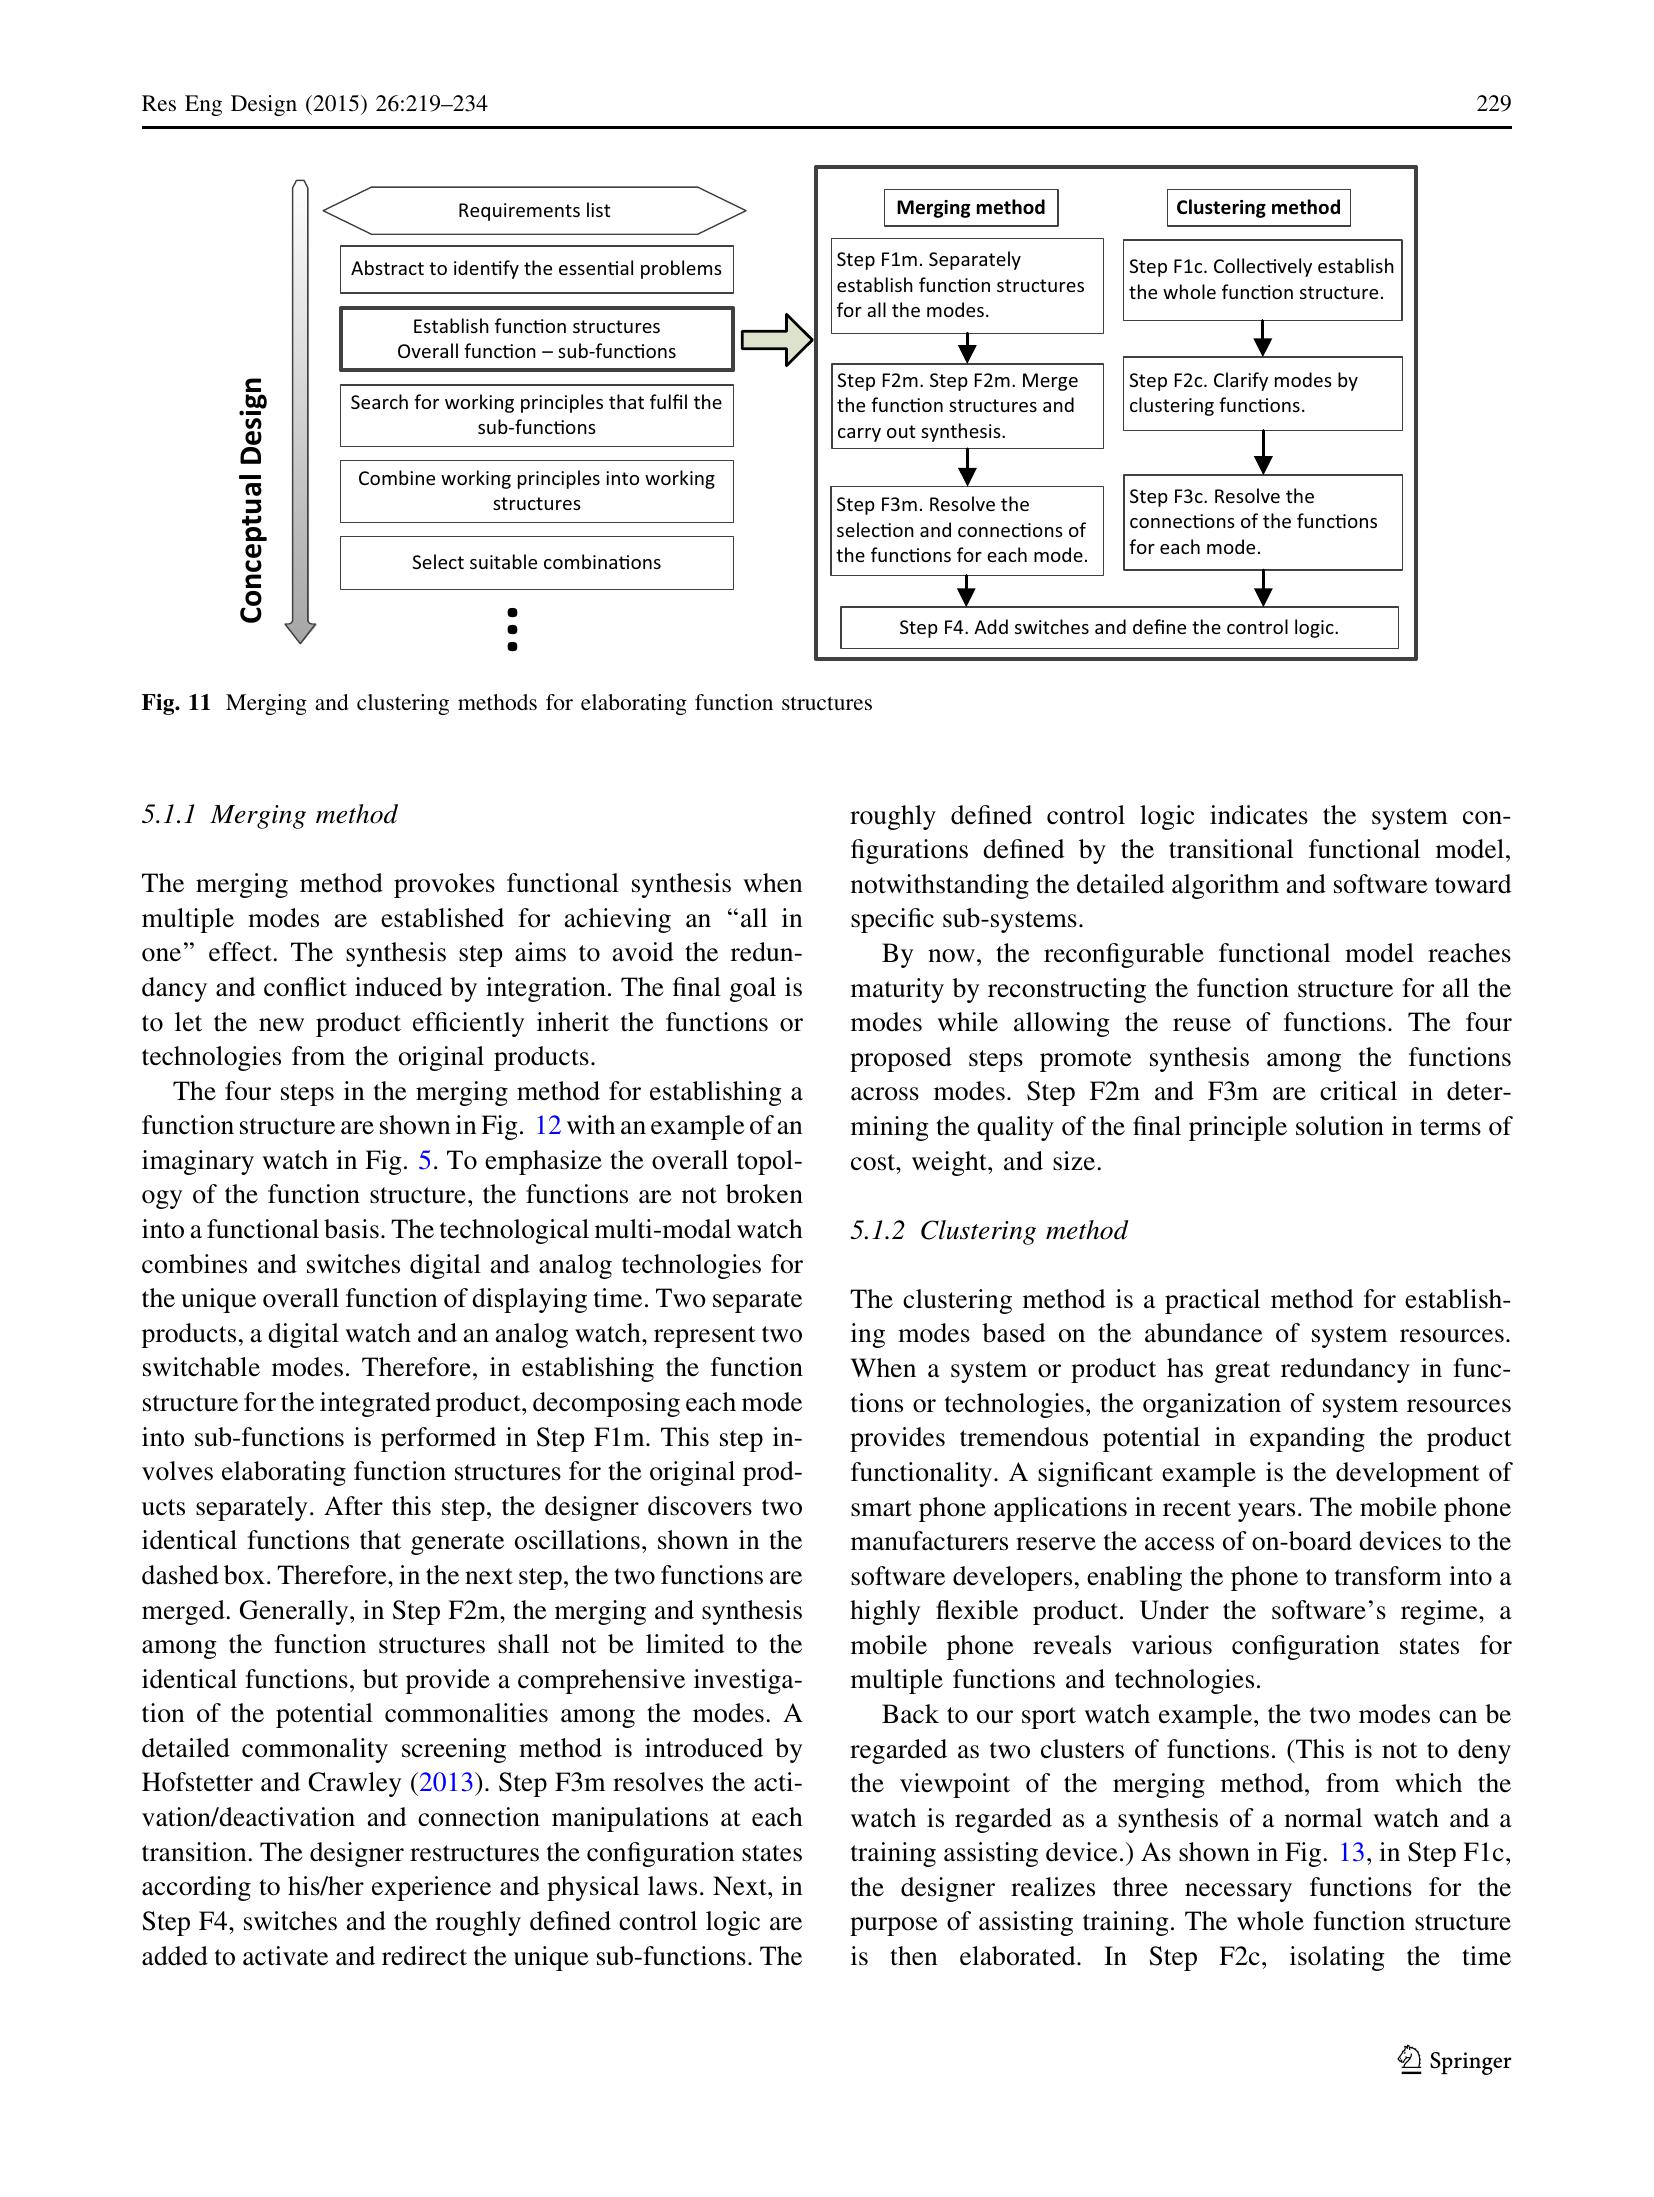 Res Eng Design (2015) 26:219–234
229
Conceptual Design
Requirements list
Abstract to identify the essential problems
Establish function structures
Overall function – sub-functions
Search for working principles that fulfil the
sub-functions
Combine working principles into working
structures
Select suitable combinations
Merging method
Step F1m. Separately
establish function structures
for all the modes.
Step F2m. Step F2m. Merge
the function structures and
carry out synthesis.
Step F3m. Resolve the
selection and connections of
the functions for each mode.
Clustering method
Step F1c. Collectively establish
the whole function structure.
Step F2c. Clarify modes by
clustering functions.
Step F3c. Resolve the
connections of the functions
for each mode.
Step F4. Add switches and define the control logic.
Fig. 11 Merging and clustering methods for elaborating function structures
5.1.1 Merging method
The merging method provokes functional synthesis when
multiple modes are established for achieving an “all in
one” effect. The synthesis step aims to avoid the redun-
dancy and conflict induced by integration. The final goal is
to let the new product efficiently inherit the functions or
technologies from the original products.
The four steps in the merging method for establishing a
function structure are shown in Fig. 12 with an example of an
imaginary watch in Fig. 5. To emphasize the overall topol-
ogy of the function structure, the functions are not broken
into a functional basis. The technological multi-modal watch
combines and switches digital and analog technologies for
the unique overall function of displaying time. Two separate
products, a digital watch and an analog watch, represent two
switchable modes. Therefore, in establishing the function
structure for the integrated product, decomposing each mode
into sub-functions is performed in Step F1m. This step in-
volves elaborating function structures for the original prod-
ucts separately. After this step, the designer discovers two
identical functions that generate oscillations, shown in the
dashed box. Therefore, in the next step, the two functions are
merged. Generally, in Step F2m, the merging and synthesis
among the function structures shall not be limited to the
identical functions, but provide a comprehensive investiga-
tion of the potential commonalities among the modes. A
detailed commonality screening method is introduced by
Hofstetter and Crawley (2013). Step F3m resolves the acti-
vation/deactivation and connection manipulations at each
transition. The designer restructures the configuration states
according to his/her experience and physical laws. Next, in
Step F4, switches and the roughly defined control logic are
added to activate and redirect the unique sub-functions. The
roughly defined control logic indicates the system con-
figurations defined by the transitional functional model,
notwithstanding the detailed algorithm and software toward
specific sub-systems.
By now, the reconfigurable functional model reaches
maturity by reconstructing the function structure for all the
modes while allowing the reuse of functions. The four
proposed steps promote synthesis among the functions
across modes. Step F2m and F3m are critical in deter-
mining the quality of the final principle solution in terms of
cost, weight, and size.
5.1.2 Clustering method
The clustering method is a practical method for establish-
ing modes based on the abundance of system resources.
When a system or product has great redundancy in func-
tions or technologies, the organization of system resources
provides tremendous potential in expanding the product
functionality. A significant example is the development of
smart phone applications in recent years. The mobile phone
manufacturers reserve the access of on-board devices to the
software developers, enabling the phone to transform into a
highly flexible product. Under the software’s regime, a
mobile phone reveals various configuration states for
multiple functions and technologies.
Back to our sport watch example, the two modes can be
regarded as two clusters of functions. (This is not to deny
the viewpoint of the merging method, from which the
watch is regarded as a synthesis of a normal watch and a
training assisting device.) As shown in Fig. 13, in Step F1c,
the designer realizes three necessary functions for the
purpose of assisting training. The whole function structure
is then elaborated. In Step F2c, isolating the time
Springer